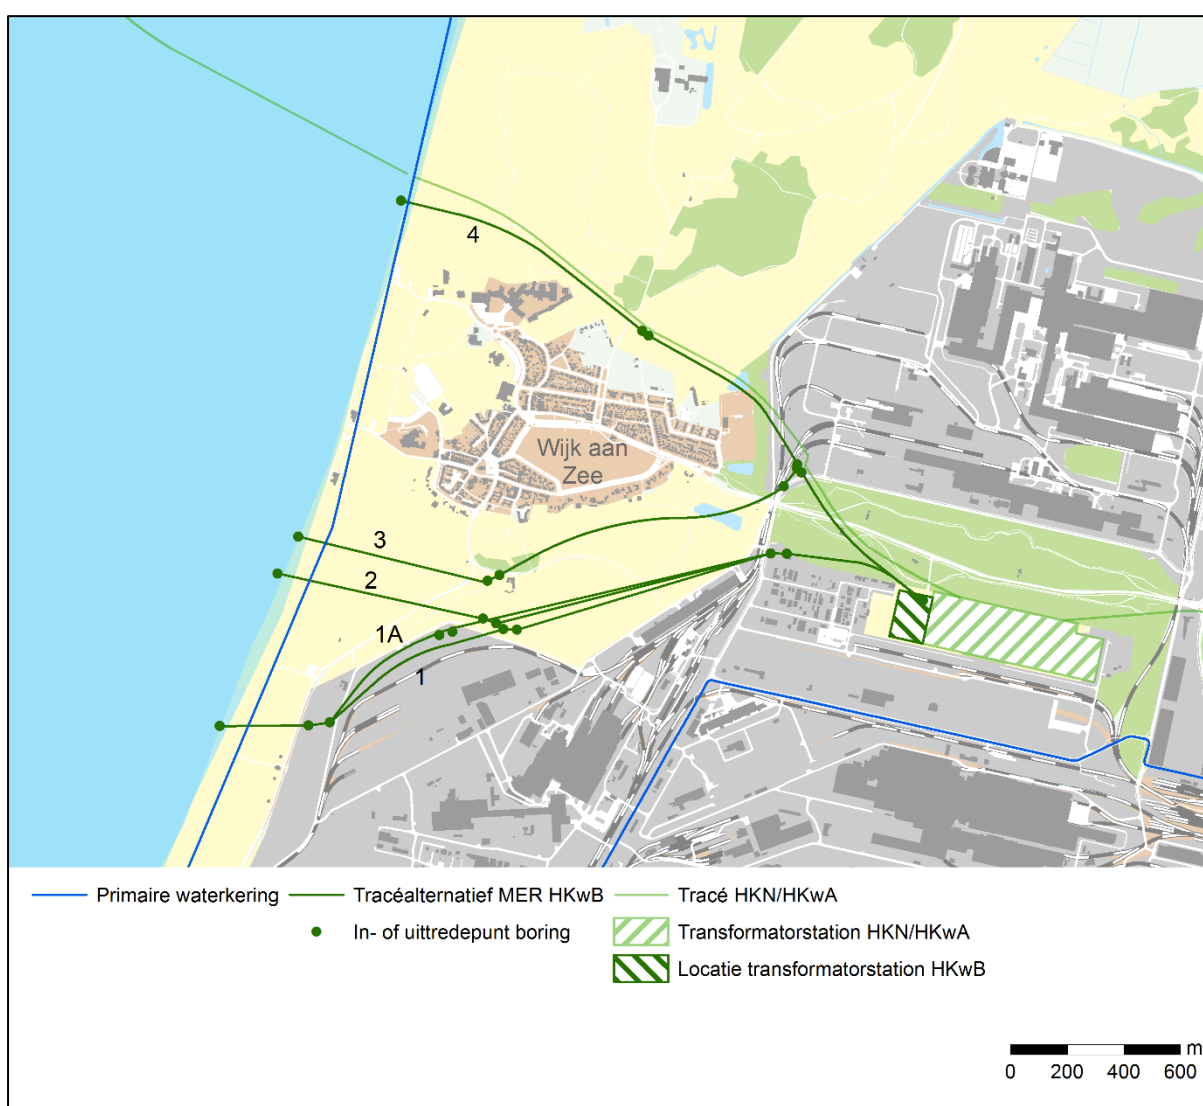 4
Wijk aan
Zee
3
2
1A
1
Primaire waterkering
Tracéalternatief MER HKwB
Tracé HKN/HKwA
In- of uittredepunt boring
Transformatorstation HKN/HKwA
Locatie transformatorstation HKwB
m
0 200 400 600